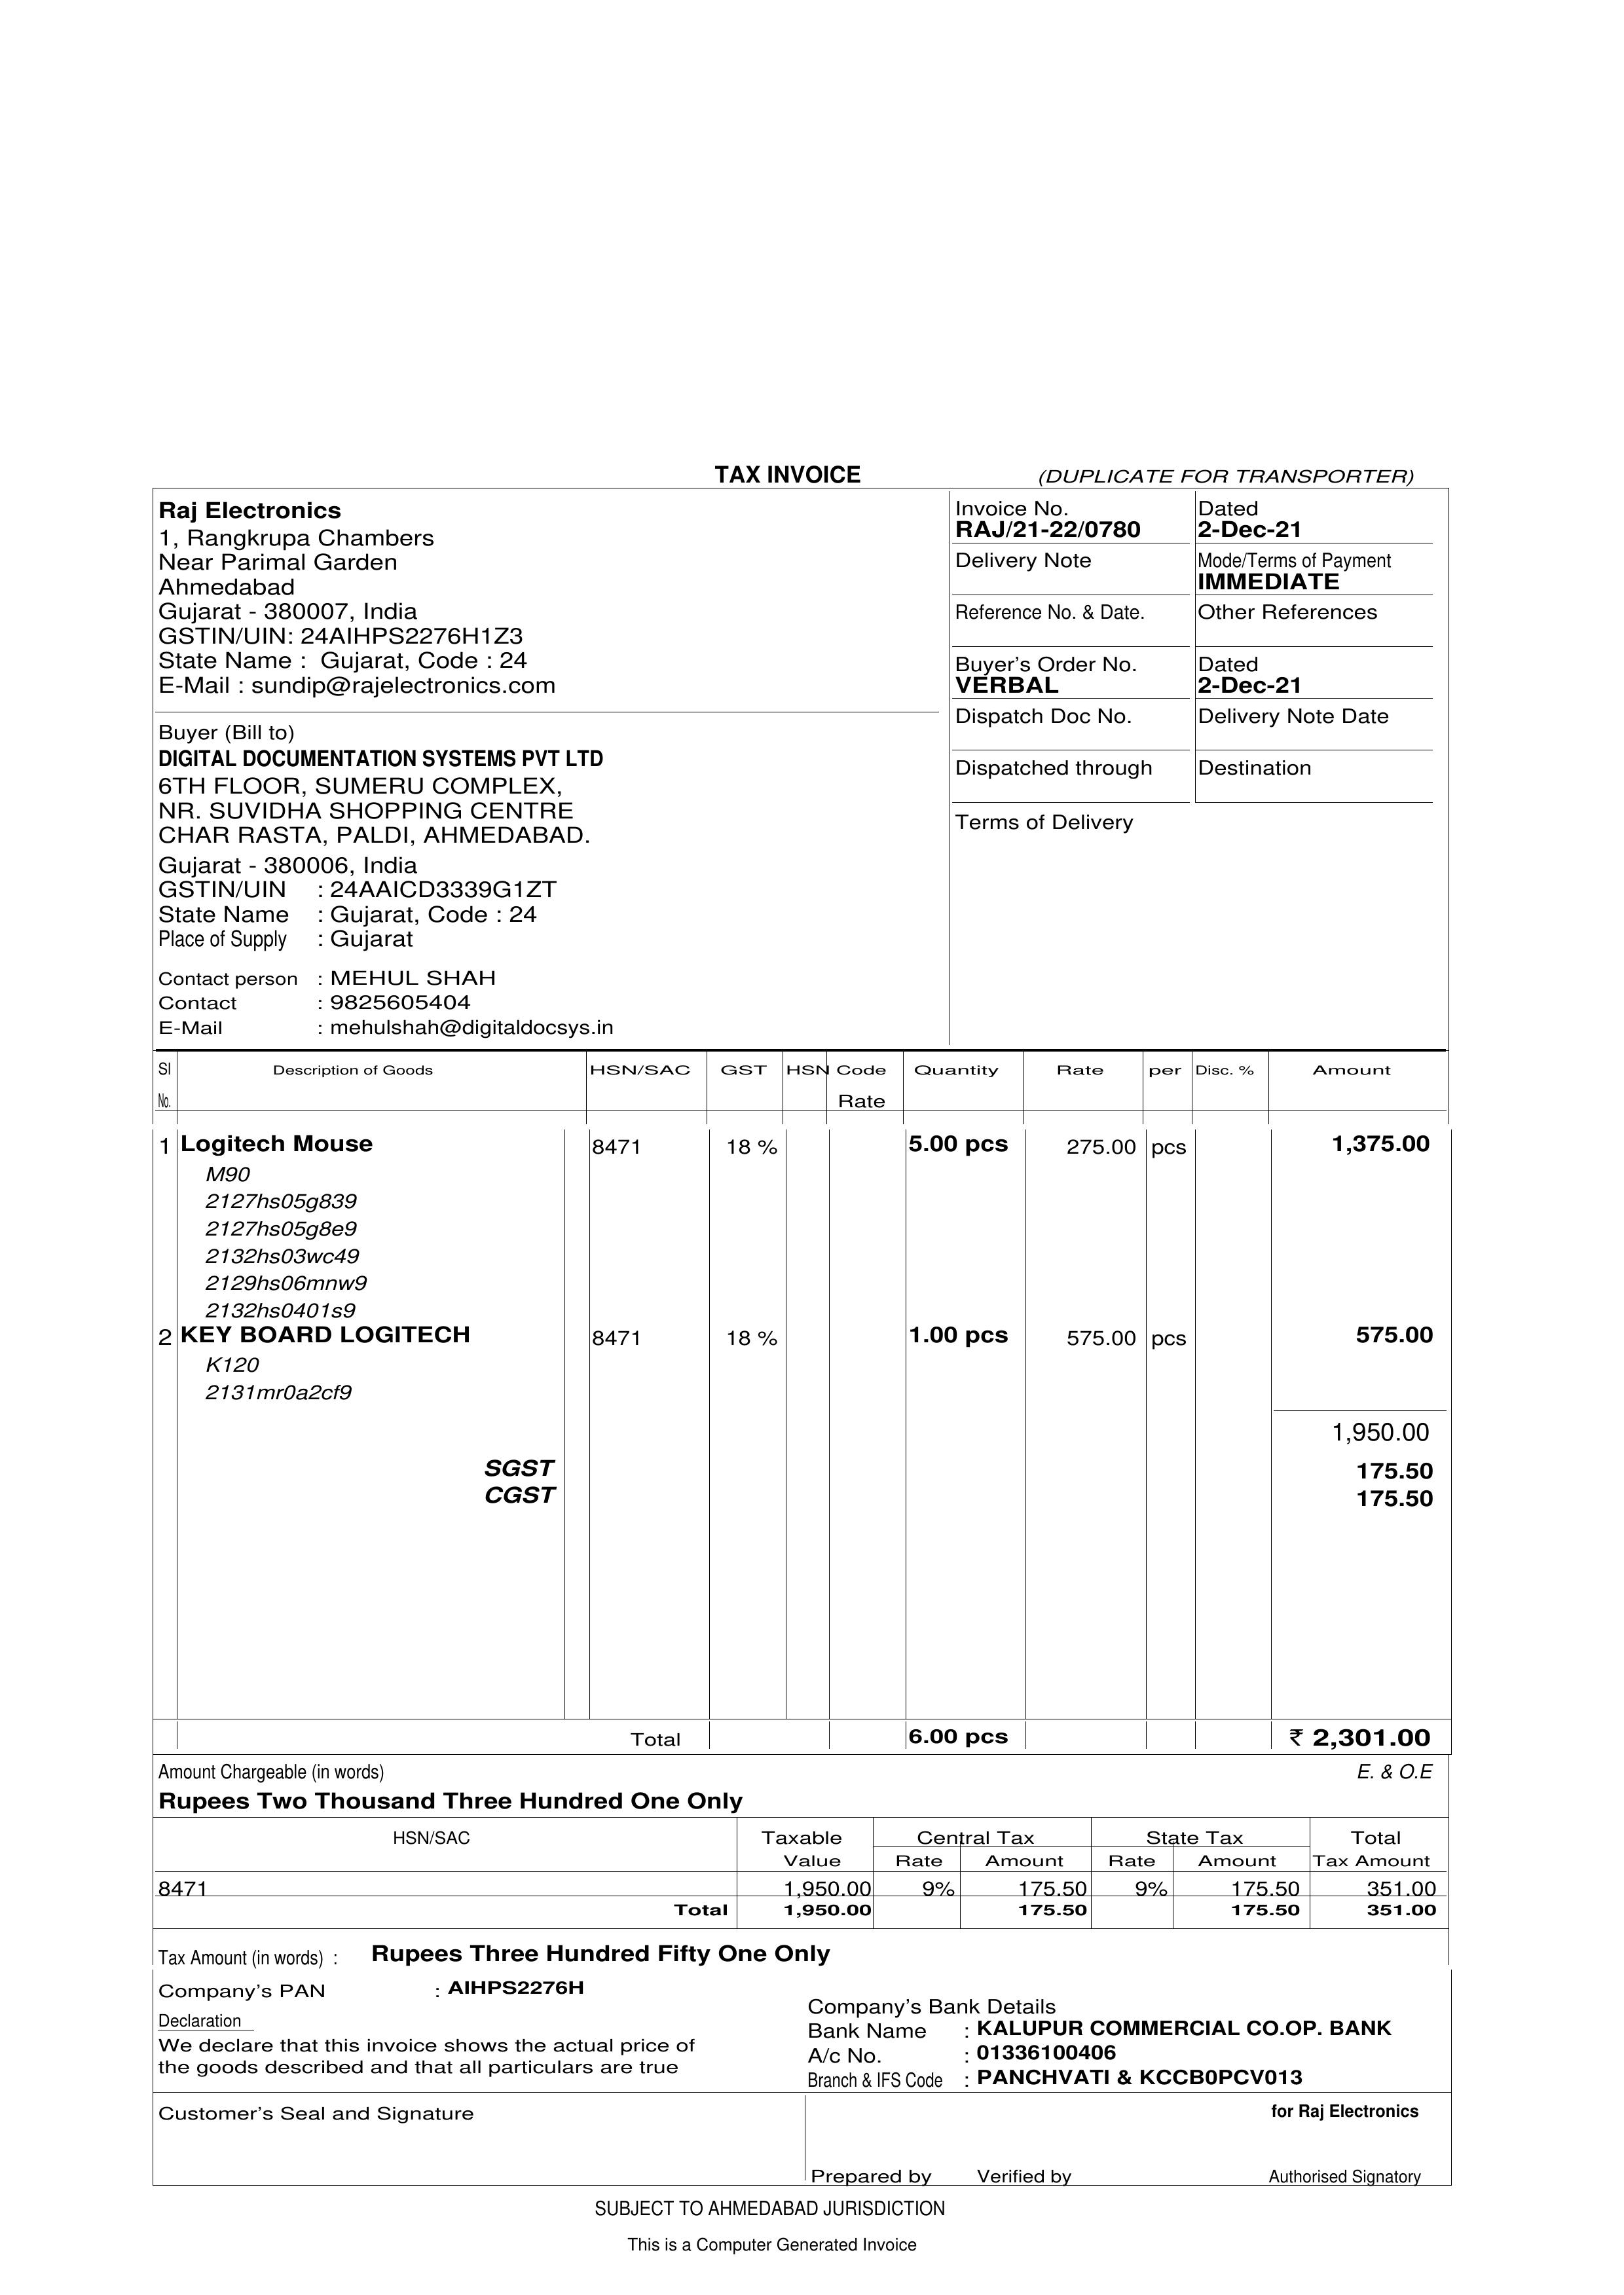 TAX INVOICE (DUPLICATE FOR TRANSPORTER)
Raj Electronics
1, Rangkrupa Chambers
Near Parimal Garden
Ahmedabad
Gujarat - 380007, India
GSTIN/UIN: 24AIHPS2276H1Z3
State Name : Gujarat, Code : 24
E-Mail : sundip@rajelectronics.com
Invoice No. Dated
RAJ/21-22/0780 2-Dec-21
Delivery Note Mode/Terms of Payment
IMMEDIATE
Reference No. & Date. Other References
Buyer's Order No. Dated
VERBAL 2-Dec-21
Dispatch Doc No. Delivery Note Date
Dispatched through Destination
Terms of Delivery
Buyer (Bill to)
DIGITAL DOCUMENTATION SYSTEMS PVT LTD
6TH FLOOR, SUMERU COMPLEX,
NR. SUVIDHA SHOPPING CENTRE
CHAR RASTA, PALDI, AHMEDABAD.
Gujarat - 380006, India
GSTIN/UIN : 24AAICD3339G1ZT
State Name : Gujarat, Code : 24
Place of Supply : Gujarat
Contact person : MEHUL SHAH
Contact : 9825605404
E-Mail : mehulshah@digitaldocsys.in
Sl Description of Goods HSN/SAC GST HSN Code Quantity Rate per Disc. % Amount
No. Rate
1 Logitech Mouse 8471 18 % 5.00 pcs 275.00 pcs 1,375.00
M90
2127hs05g839
2127hs05g8e9
2132hs03wc49
2129hs06mnw9
2132hs0401s9
2 KEY BOARD LOGITECH 8471 18 % 1.00 pcs 575.00 pcs 575.00
K120
2131mr0a2cf9
1,950.00
SGST 175.50
CGST 175.50
Total 6.00 pcs ₹ 2,301.00
Amount Chargeable (in words) E. & O.E
Rupees Two Thousand Three Hundred One Only
HSN/SAC Taxable Central Tax State Tax Total
Value Rate Amount Rate Amount Tax Amount
8471 1,950.00 9% 175.50 9% 175.50 351.00
Total 1,950.00 175.50 175.50 351.00
Tax Amount (in words) : Rupees Three Hundred Fifty One Only
Company's PAN : AIHPS2276H
Declaration
We declare that this invoice shows the actual price of
the goods described and that all particulars are true
Company's Bank Details
Bank Name : KALUPUR COMMERCIAL CO.OP. BANK
A/c No. : 01336100406
Branch & IFS Code : PANCHVATI & KCCB0PCV013
Customer's Seal and Signature
for Raj Electronics
Prepared by Verified by Authorised Signatory
SUBJECT TO AHMEDABAD JURISDICTION
This is a Computer Generated Invoice